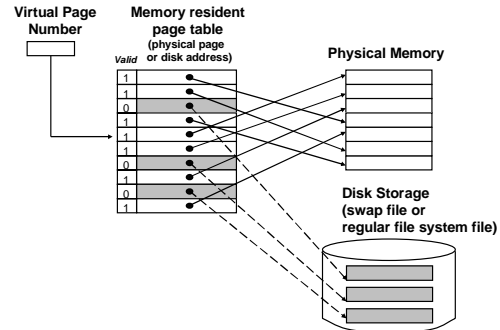 Virtual Page
Number
Memory resident
page table
(physical page
or disk address)
Physical Memory
Valid
1
1
0
1
1
1
0
1
0
1
Disk Storage
(swap file or
regular file system file)